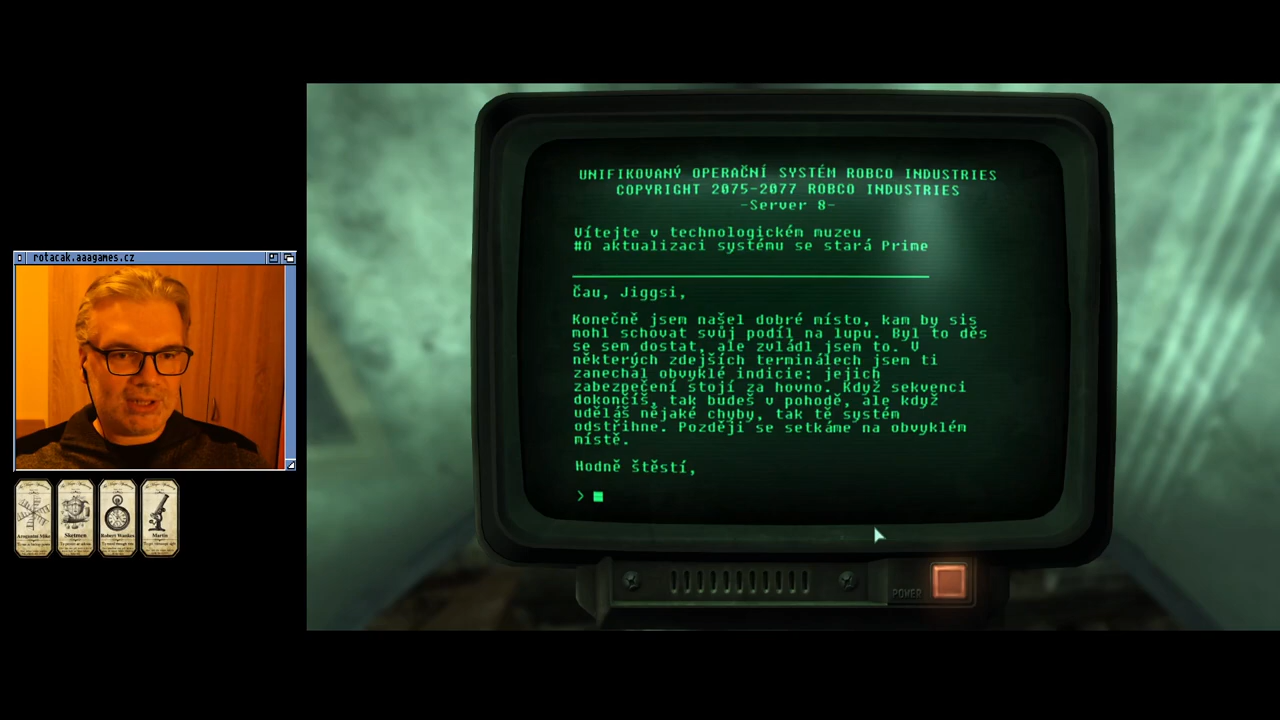 rotacak.aaagames.cz
UNIFIKOVANÝ OPERAČNÍ SYSTÉM ROBCO INDUSTRIES
COPYRIGHT 2075-2077 ROBCO INDUSTRIES
-Server 8-
Vítejte v technologickém muzeu
#O aktualizaci systému se stará Prime
Čau, Jiggsi,
Konečně jsem našel dobré místo, kam by sis
mohl schovat svůj podíl na lupu. Byl to děs
se sem dostat, ale zvládl jsem to. V
některých zdejších terminálech jsem ti
zanechal obvyklé indicie; jejich
zabezpečení stojí za hovno. Když sekvenci
dokončíš, tak budeš v pohodě, ale když
uděláš nějaké chyby, tak tě systém
odstřihne. Později se setkáme na obvyklém
místě.
Hodně štěstí,
>
POWER
Sketmen
Martin